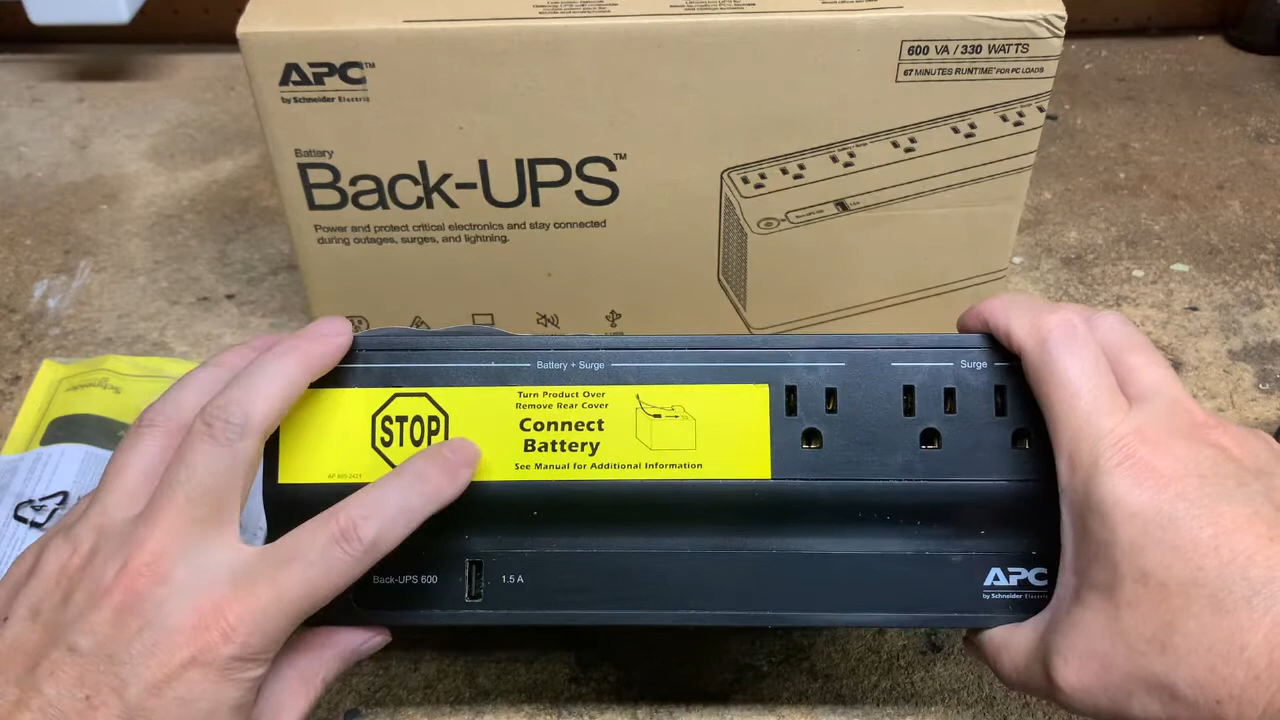 600 VA / 330 WATTS
67 MINUTES RUNTIME* FOR PC LOADS
APC™
by Schneider Electric
Battery
Back-UPS™
Power and protect critical electronics and stay connected
during outages, surges, and lightning.
Battery + Surge
Surge
STOP
Turn Product Over
Remove Rear Cover
Connect
Battery
See Manual for Additional Information
Back-UPS 600
1.5 A
APC
by Schneider Electric